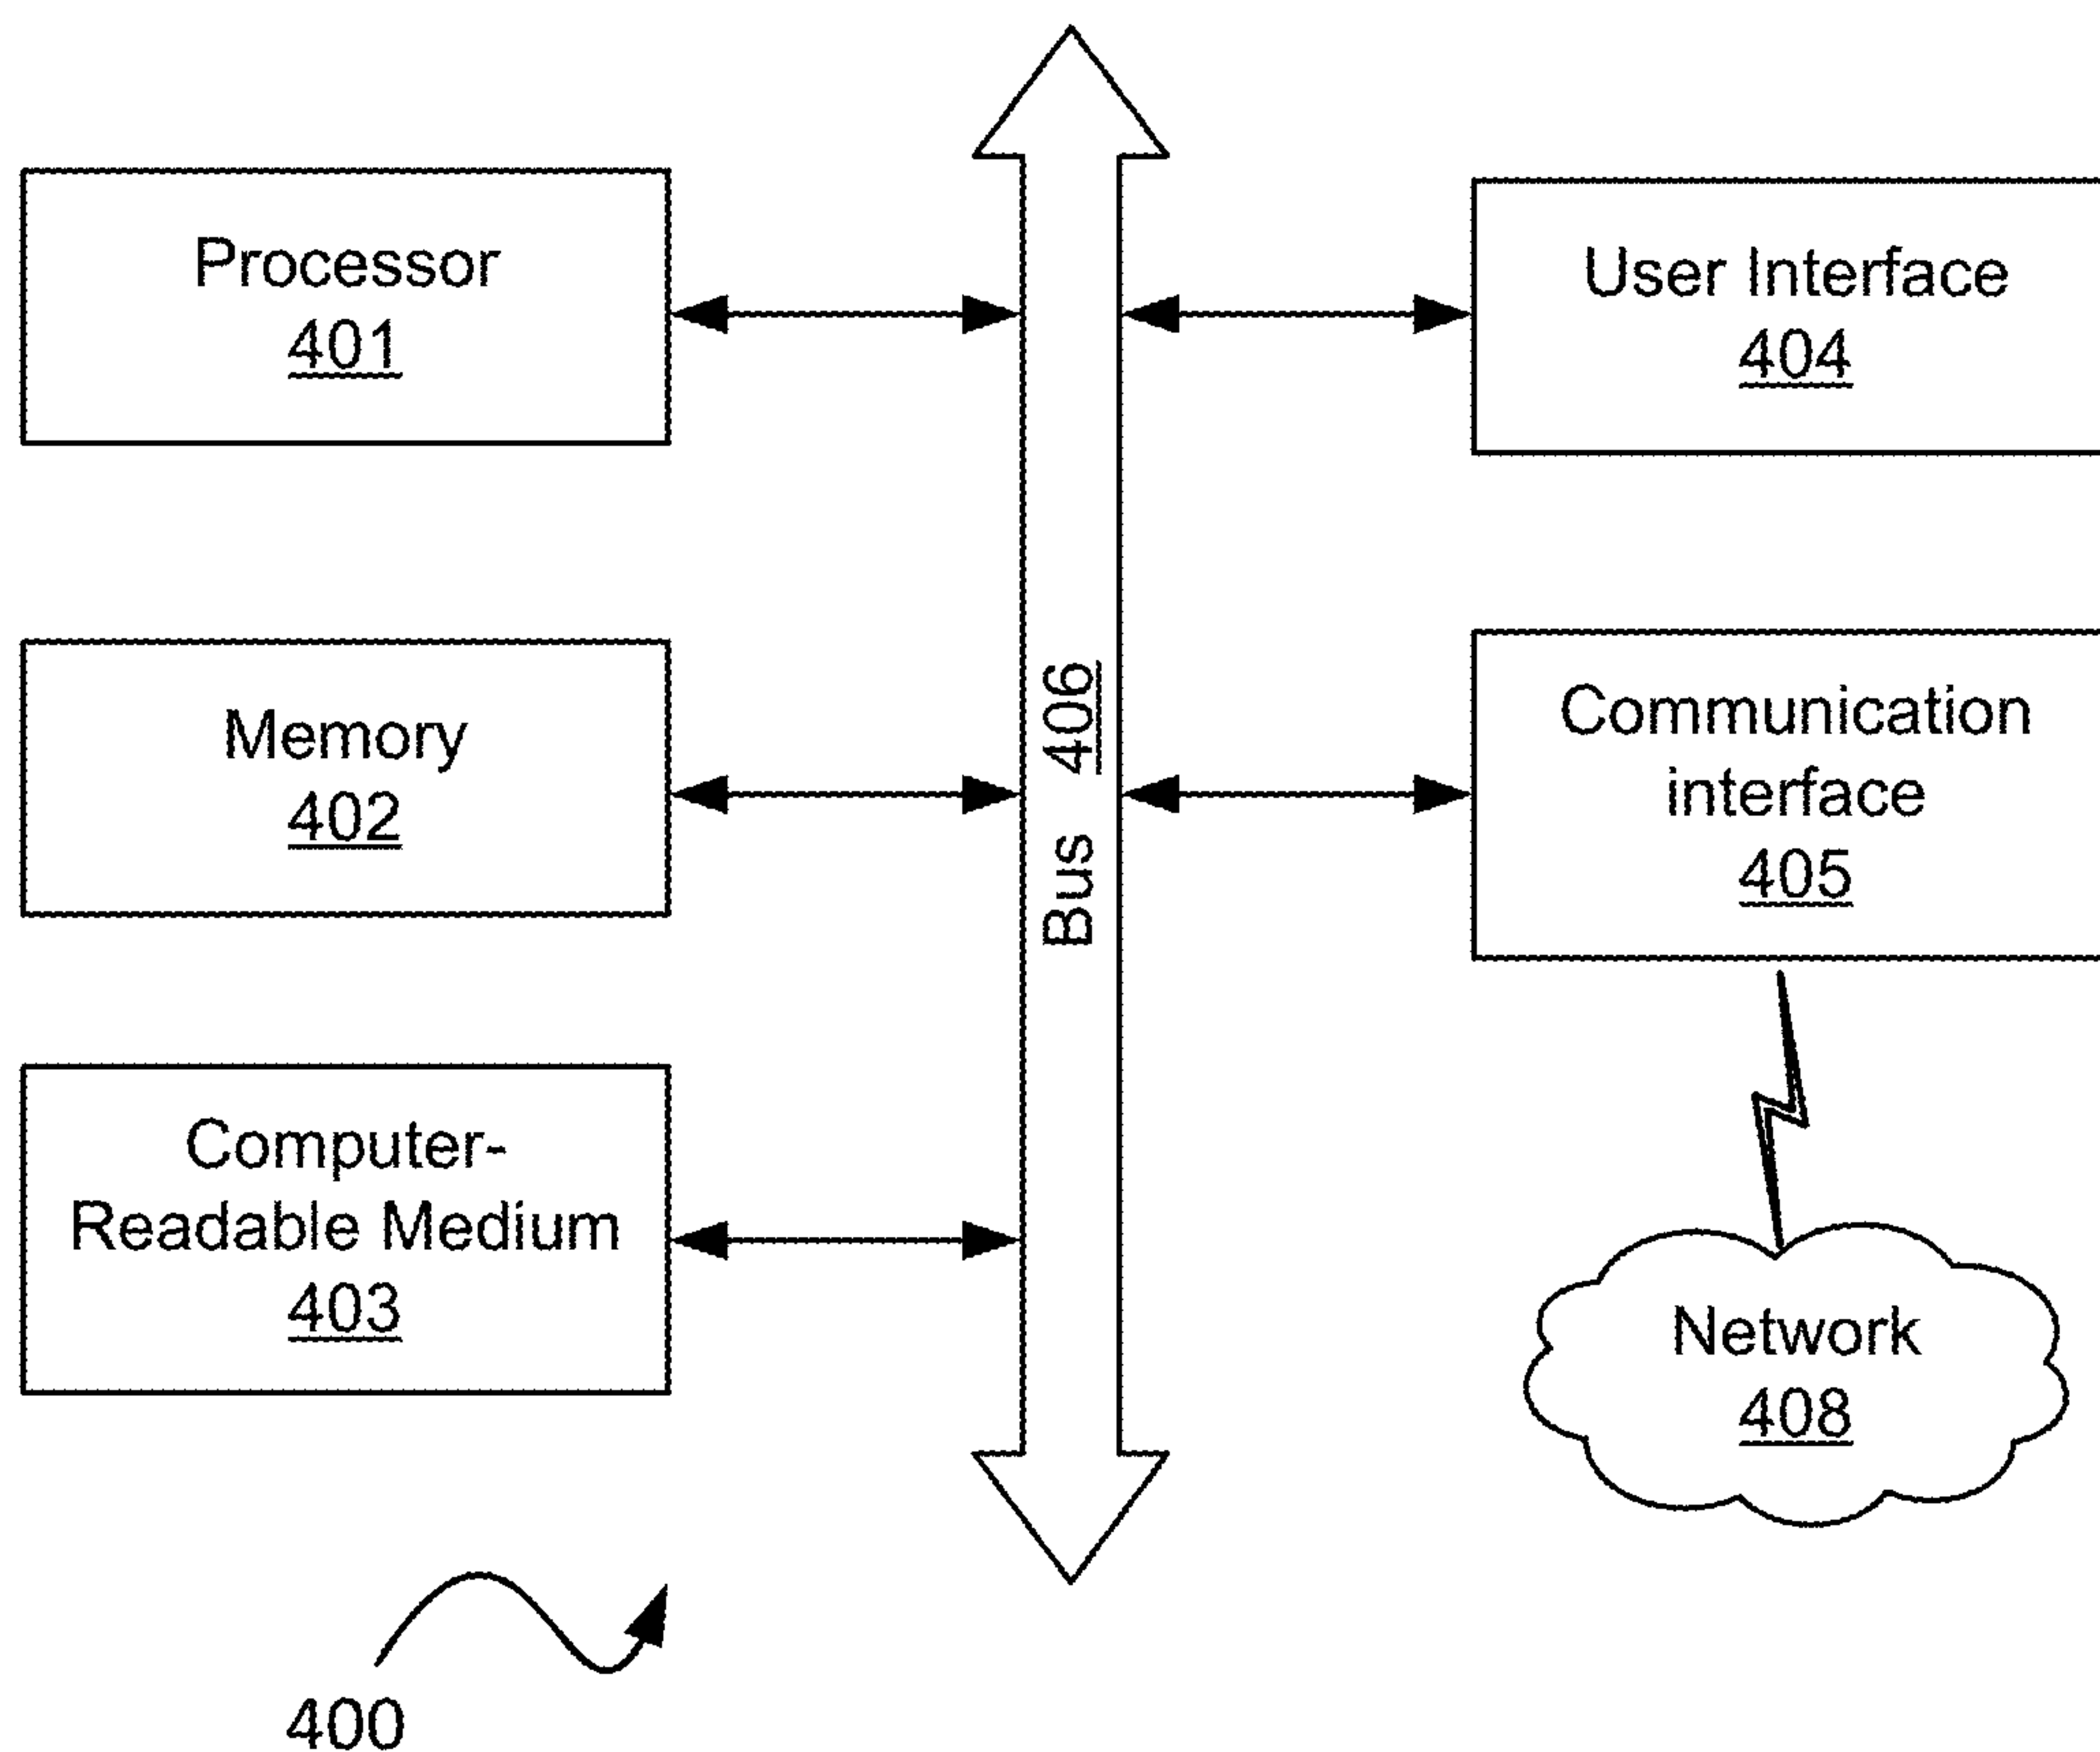 Processor
401
Memory
402
Computer-
Readable Medium
403
Bus 406
User Interface
404
Communication
interface
405
Network
408
400